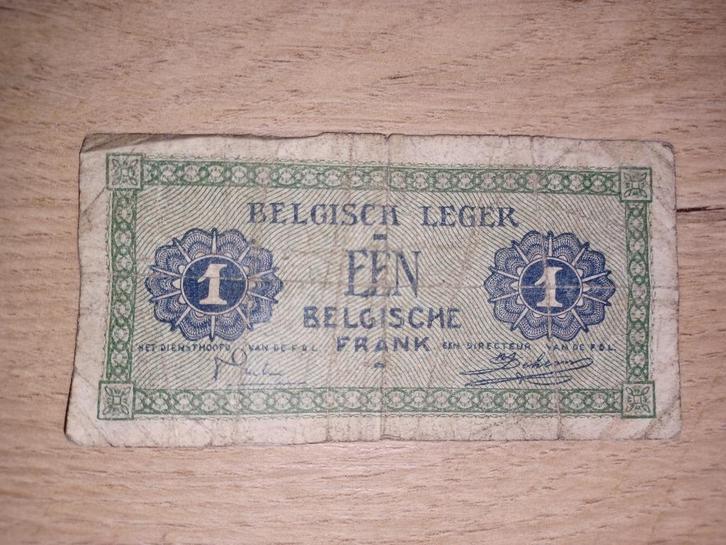 BELGISCH LEGER
1 EEN 1
BELGISCHE
HET DIENSTHOOFD VAN DE F.D.L. FRANK EEN DIRECTEUR VAN DE F.D.L.